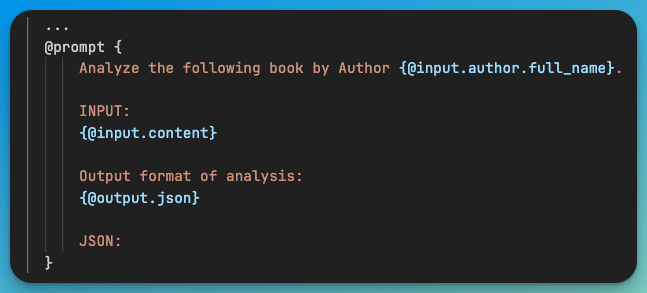 ...
@prompt {
Analyze the following book by Author {@input.author.full_name}.
INPUT:
{@input.content}
Output format of analysis:
{@output.json}
JSON:
}